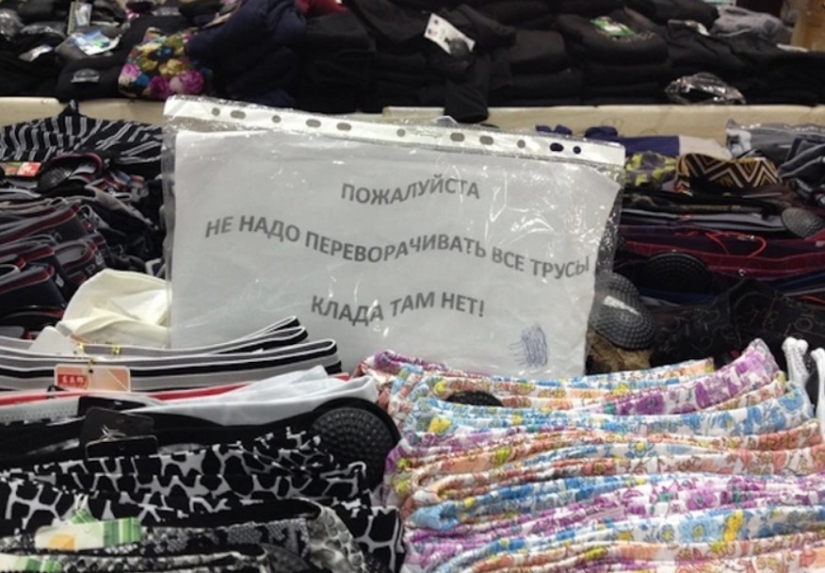 ПОЖАЛУЙСТА
НЕ НАДО ПЕРЕВОРАЧИВАТЬ ВСЕ ТРУСЫ
КЛАДА ТАМ НЕТ!